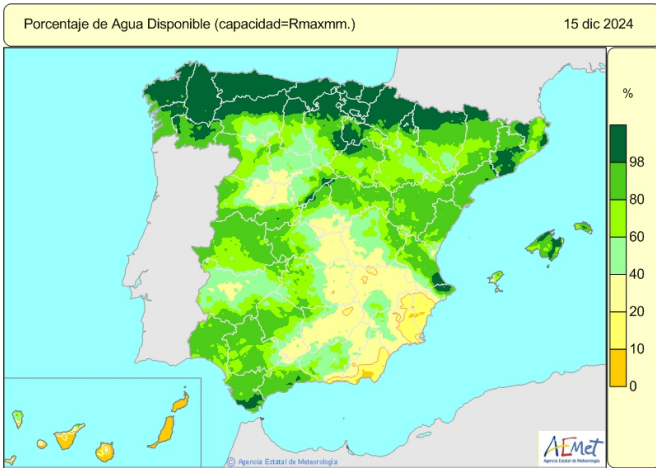 Porcentaje de Agua Disponible (capacidad=Rmaxmm.) 15 dic 2024
%
98
80
60
40
20
10
0
© Agencia Estatal de Meteorología
AEMet
Agencia Estatal de Meteorología